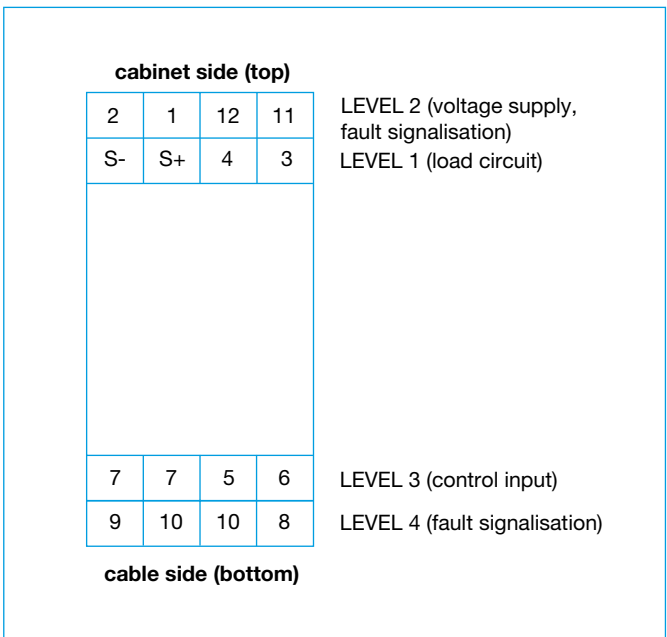 cabinet side (top)
2 1 12 11 LEVEL 2 (voltage supply,
fault signalisation)
S- S+ 4 3 LEVEL 1 (load circuit)
7 7 5 6 LEVEL 3 (control input)
9 10 10 8 LEVEL 4 (fault signalisation)
cable side (bottom)